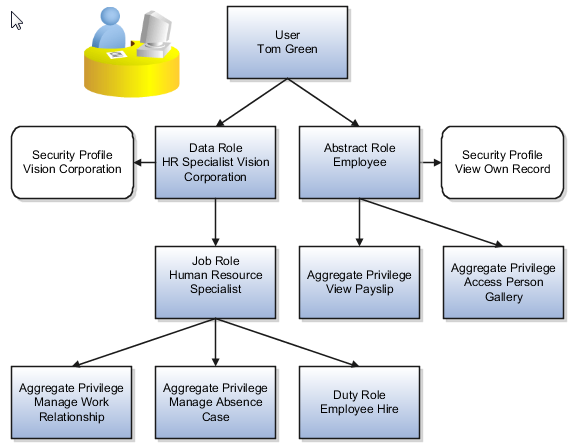 User
Tom Green
Security Profile
Vision Corporation
Data Role
HR Specialist Vision
Corporation
Abstract Role
Employee
Security Profile
View Own Record
Job Role
Human Resource
Specialist
Aggregate Privilege
View Payslip
Aggregate Privilege
Access Person
Gallery
Aggregate Privilege
Manage Work
Relationship
Aggregate Privilege
Manage Absence
Case
Duty Role
Employee Hire